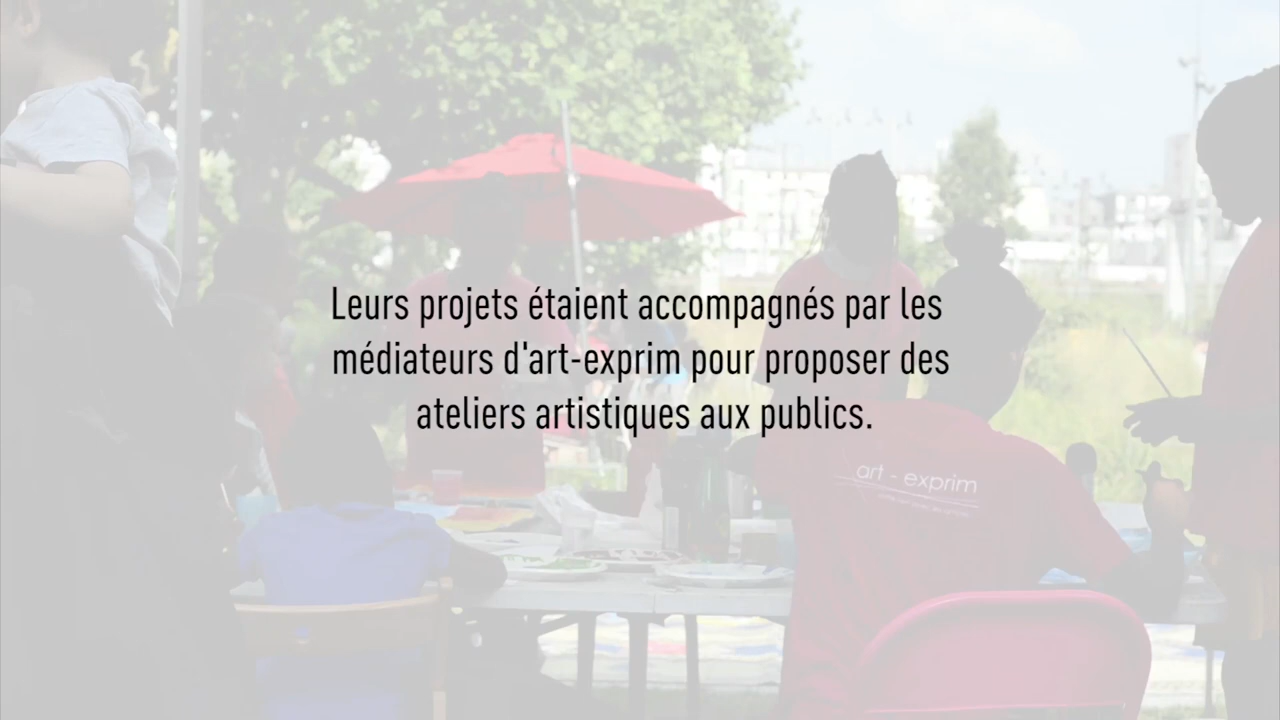 Leurs projets étaient accompagnés par les
médiateurs d'art-exprim pour proposer des
ateliers artistiques aux publics.
art - exprim